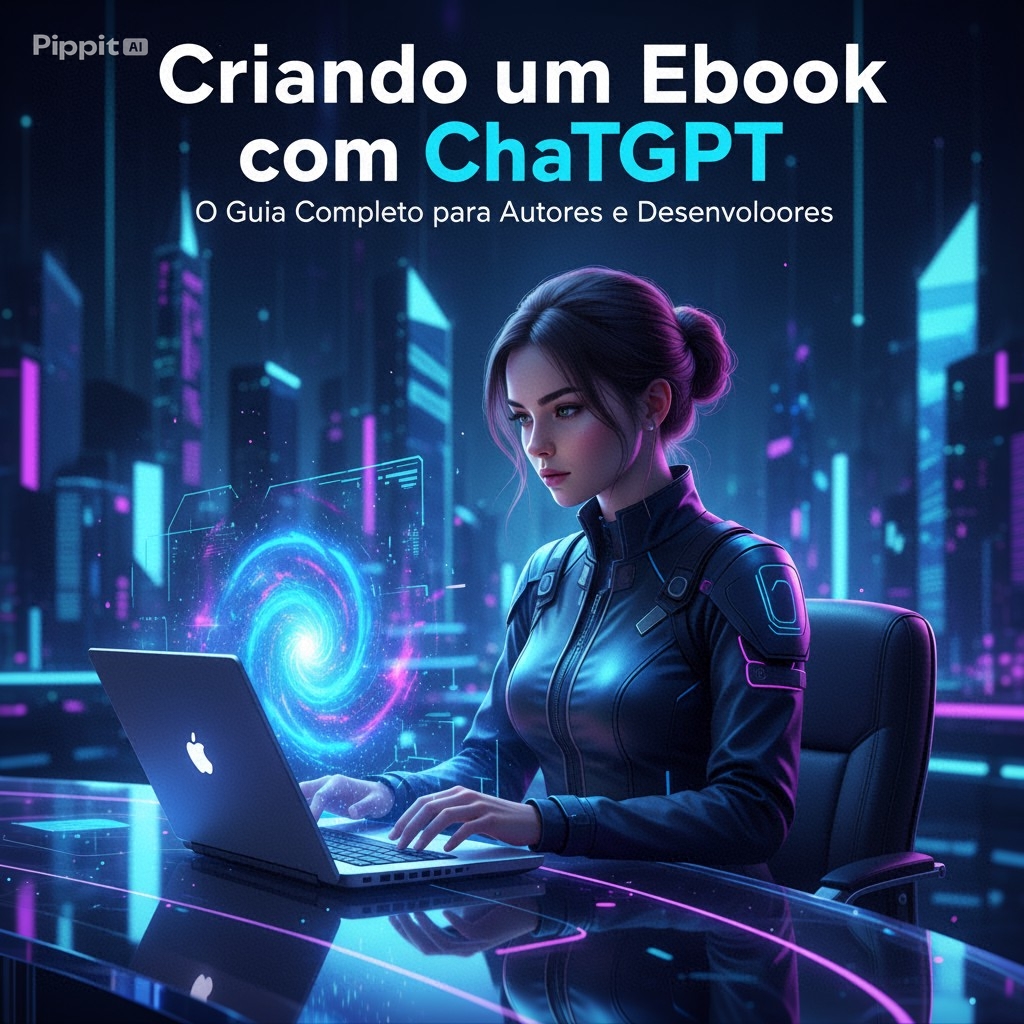 Pippit AI
Criando um Ebook
com ChaTGPT
O Guia Completo para Autores e Desenvoloores